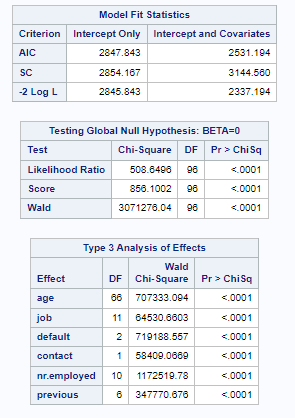 Model Fit Statistics
Criterion Intercept Only Intercept and Covariates
AIC 2847.843 2531.194
SC 2854.167 3144.560
-2 Log L 2845.843 2337.194
Testing Global Null Hypothesis: BETA=0
Test Chi-Square DF Pr > ChiSq
Likelihood Ratio 508.6496 96 <.0001
Score 856.1002 96 <.0001
Wald 3071276.04 96 <.0001
Type 3 Analysis of Effects
Effect DF Wald Chi-Square Pr > ChiSq
age 66 707333.094 <.0001
job 11 64530.6603 <.0001
default 2 719188.557 <.0001
contact 1 58409.0669 <.0001
nr.employed 10 1172519.78 <.0001
previous 6 347770.676 <.0001